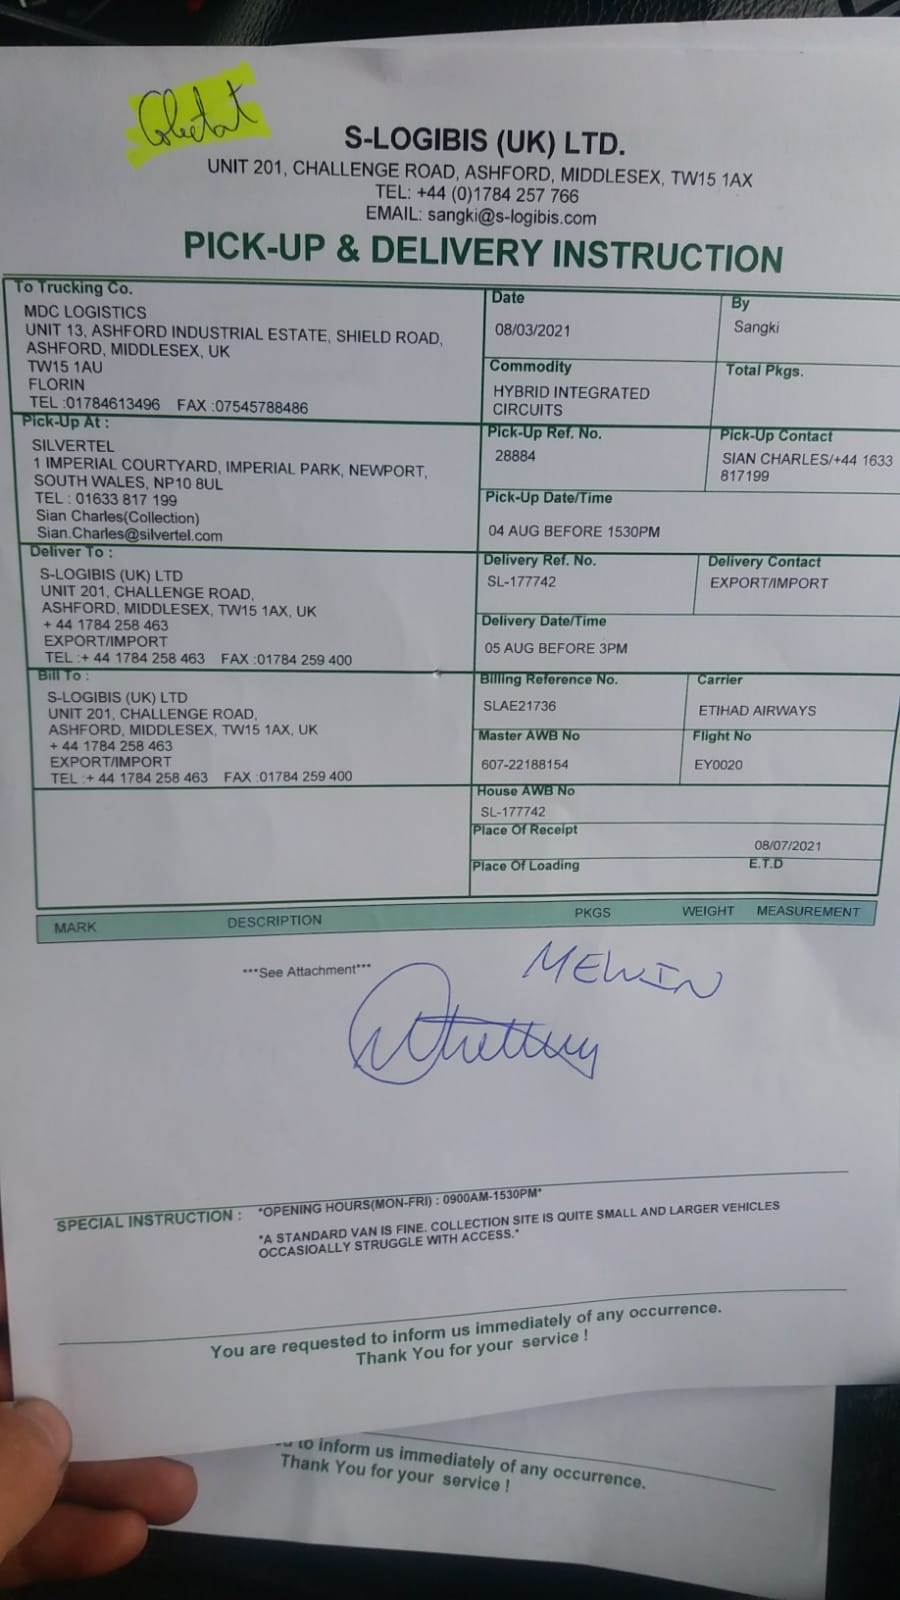 S-LOGIBIS (UK) LTD.
UNIT 201, CHALLENGE ROAD, ASHFORD, MIDDLESEX, TW15 1AX
TEL: +44 (0)1784 257 766
EMAIL: sangki@s-logibis.com
PICK-UP & DELIVERY INSTRUCTION
To Trucking Co.
MDC LOGISTICS
UNIT 13, ASHFORD INDUSTRIAL ESTATE, SHIELD ROAD,
ASHFORD, MIDDLESEX, UK
TW15 1AU
FLORIN
TEL :01784613496 FAX :07545788486
Date
08/03/2021
By
Sangki
Commodity
HYBRID INTEGRATED
CIRCUITS
Total Pkgs.
Pick-Up At :
SILVERTEL
1 IMPERIAL COURTYARD, IMPERIAL PARK, NEWPORT,
SOUTH WALES, NP10 8UL
TEL : 01633 817 199
Sian Charles(Collection)
Sian.Charles@silvertel.com
Pick-Up Ref. No.
28884
Pick-Up Contact
SIAN CHARLES/+44 1633
817199
Pick-Up Date/Time
04 AUG BEFORE 1530PM
Deliver To :
S-LOGIBIS (UK) LTD
UNIT 201, CHALLENGE ROAD,
ASHFORD, MIDDLESEX, TW15 1AX, UK
+ 44 1784 258 463
EXPORT/IMPORT
TEL :+ 44 1784 258 463 FAX :01784 259 400
Delivery Ref. No.
SL-177742
Delivery Contact
EXPORT/IMPORT
Delivery Date/Time
05 AUG BEFORE 3PM
Bill To :
S-LOGIBIS (UK) LTD
UNIT 201, CHALLENGE ROAD,
ASHFORD, MIDDLESEX, TW15 1AX, UK
+ 44 1784 258 463
EXPORT/IMPORT
TEL :+ 44 1784 258 463 FAX :01784 259 400
Billing Reference No.
SLAE21736
Carrier
ETIHAD AIRWAYS
Master AWB No
607-22188154
Flight No
EY0020
House AWB No
SL-177742
Place Of Receipt
08/07/2021
Place Of Loading
E.T.D
MARK DESCRIPTION PKGS WEIGHT MEASUREMENT
***See Attachment***
SPECIAL INSTRUCTION : *OPENING HOURS(MON-FRI) : 0900AM-1530PM*
*A STANDARD VAN IS FINE. COLLECTION SITE IS QUITE SMALL AND LARGER VEHICLES
OCCASIOALLY STRUGGLE WITH ACCESS.*
You are requested to inform us immediately of any occurrence.
Thank You for your service !
to inform us immediately of any occurrence.
Thank You for your service !